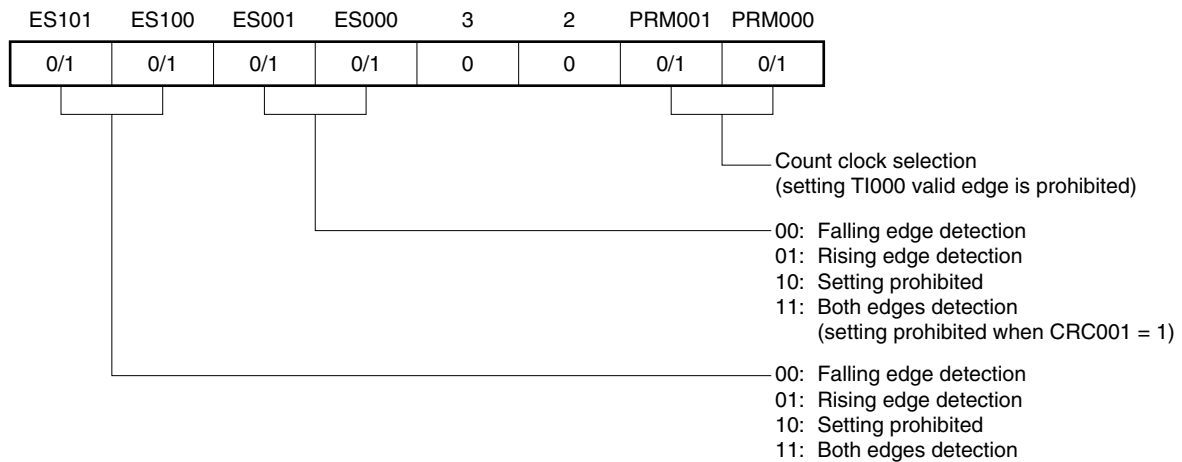 ES101 ES100 ES001 ES000 3 2 PRM001 PRM000
0/1 0/1 0/1 0/1 0 0 0/1 0/1
Count clock selection
(setting TI000 valid edge is prohibited)
00: Falling edge detection
01: Rising edge detection
10: Setting prohibited
11: Both edges detection
(setting prohibited when CRC001 = 1)
00: Falling edge detection
01: Rising edge detection
10: Setting prohibited
11: Both edges detection